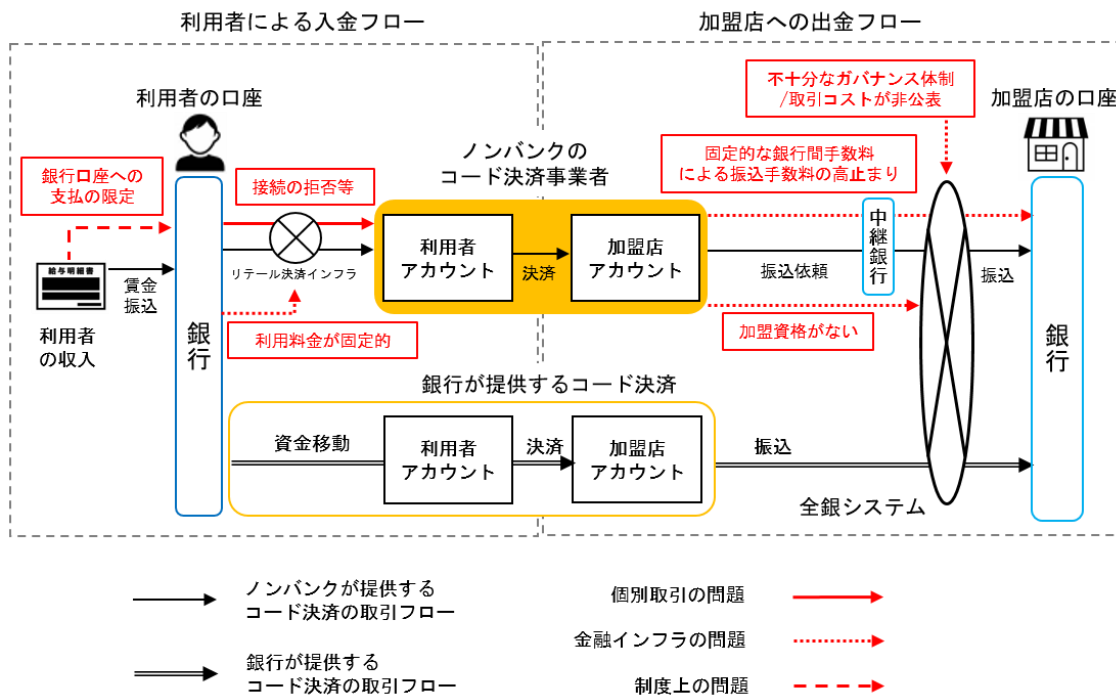 利用者による入金フロー
加盟店への出金フロー
不十分なガバナンス体制
/取引コストが非公表
利用者の口座
加盟店の口座
ノンバンクの
コード決済事業者
固定的な銀行間手数料
による振込手数料の高止まり
銀行口座への
支払の限定
接続の拒否等
中継銀行
利用者
アカウント
決済
加盟店
アカウント
振込依頼
振込
リテール決済インフラ
給与明細書
賃金
振込
利用者
の収入
銀行
利用料金が固定的
加盟資格がない
銀行
銀行が提供するコード決済
資金移動
利用者
アカウント
決済
加盟店
アカウント
振込
全銀システム
ノンバンクが提供する
コード決済の取引フロー
銀行が提供する
コード決済の取引フロー
個別取引の問題
金融インフラの問題
制度上の問題